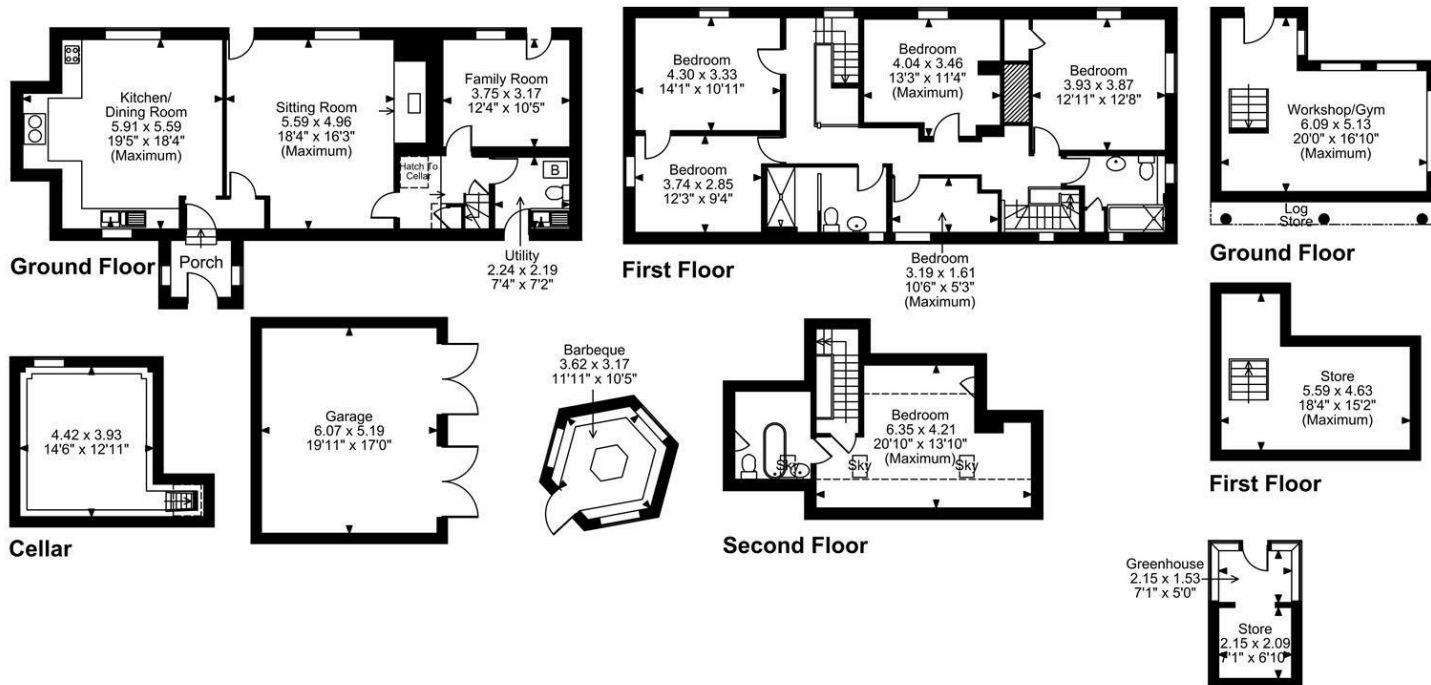 Kitchen/
Dining Room
5.91 x 5.59
19'5" x 18'4"
(Maximum)
Sitting Room
5.59 x 4.96
18'4" x 16'3"
(Maximum)
Family Room
3.75 x 3.17
12'4" x 10'5"
Hatch To
Cellar
B
Utility
2.24 x 2.19
7'4" x 7'2"
Porch
Ground Floor
Bedroom
4.30 x 3.33
14'1" x 10'11"
Bedroom
4.04 x 3.46
13'3" x 11'4"
(Maximum)
Bedroom
3.93 x 3.87
12'11" x 12'8"
Bedroom
3.74 x 2.85
12'3" x 9'4"
Bedroom
3.19 x 1.61
10'6" x 5'3"
(Maximum)
First Floor
Workshop/Gym
6.09 x 5.13
20'0" x 16'10"
(Maximum)
Log
Store
Ground Floor
4.42 x 3.93
14'6" x 12'11"
Cellar
Garage
6.07 x 5.19
19'11" x 17'0"
Barbeque
3.62 x 3.17
11'11" x 10'5"
Bedroom
6.35 x 4.21
20'10" x 13'10"
(Maximum)
Sky
Sky
Sky
Second Floor
Store
5.59 x 4.63
18'4" x 15'2"
(Maximum)
First Floor
Greenhouse
2.15 x 1.53
7'1" x 5'0"
Store
2.15 x 2.09
7'1" x 6'10"